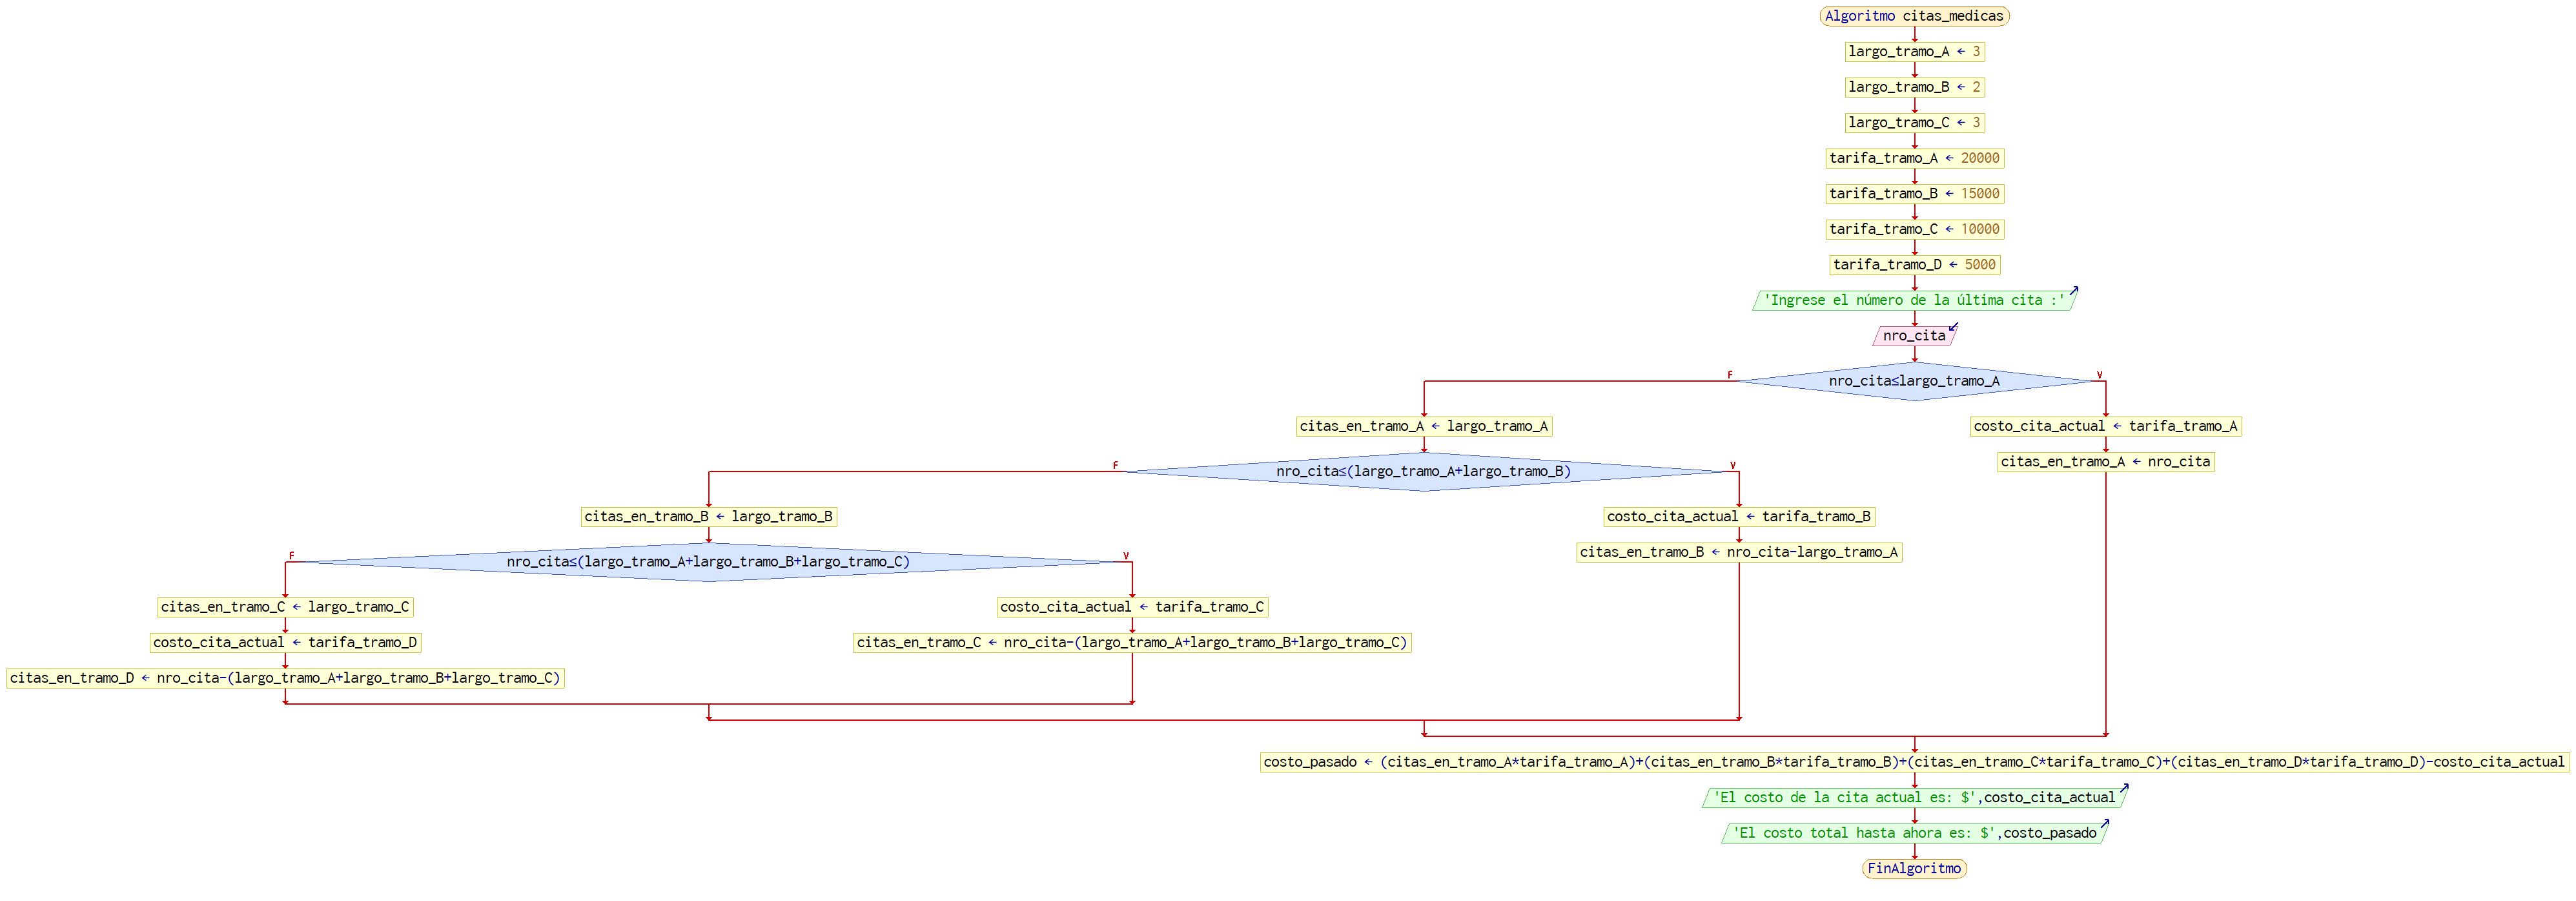 Algoritmo citas_medicas
largo_tramo_A ← 3
largo_tramo_B ← 2
largo_tramo_C ← 3
tarifa_tramo_A ← 20000
tarifa_tramo_B ← 15000
tarifa_tramo_C ← 10000
tarifa_tramo_D ← 5000
'Ingrese el número de la última cita :'
nro_cita
nro_cita≤largo_tramo_A
F
V
citas_en_tramo_A ← largo_tramo_A
costo_cita_actual ← tarifa_tramo_A
citas_en_tramo_A ← nro_cita
nro_cita≤(largo_tramo_A+largo_tramo_B)
F
V
citas_en_tramo_B ← largo_tramo_B
costo_cita_actual ← tarifa_tramo_B
citas_en_tramo_B ← nro_cita-largo_tramo_A
nro_cita≤(largo_tramo_A+largo_tramo_B+largo_tramo_C)
F
V
citas_en_tramo_C ← largo_tramo_C
costo_cita_actual ← tarifa_tramo_D
citas_en_tramo_D ← nro_cita-(largo_tramo_A+largo_tramo_B+largo_tramo_C)
costo_cita_actual ← tarifa_tramo_C
citas_en_tramo_C ← nro_cita-(largo_tramo_A+largo_tramo_B+largo_tramo_C)
costo_pasado ← (citas_en_tramo_A*tarifa_tramo_A)+(citas_en_tramo_B*tarifa_tramo_B)+(citas_en_tramo_C*tarifa_tramo_C)+(citas_en_tramo_D*tarifa_tramo_D)-costo_cita_actual
'El costo de la cita actual es: $',costo_cita_actual
'El costo total hasta ahora es: $',costo_pasado
FinAlgoritmo